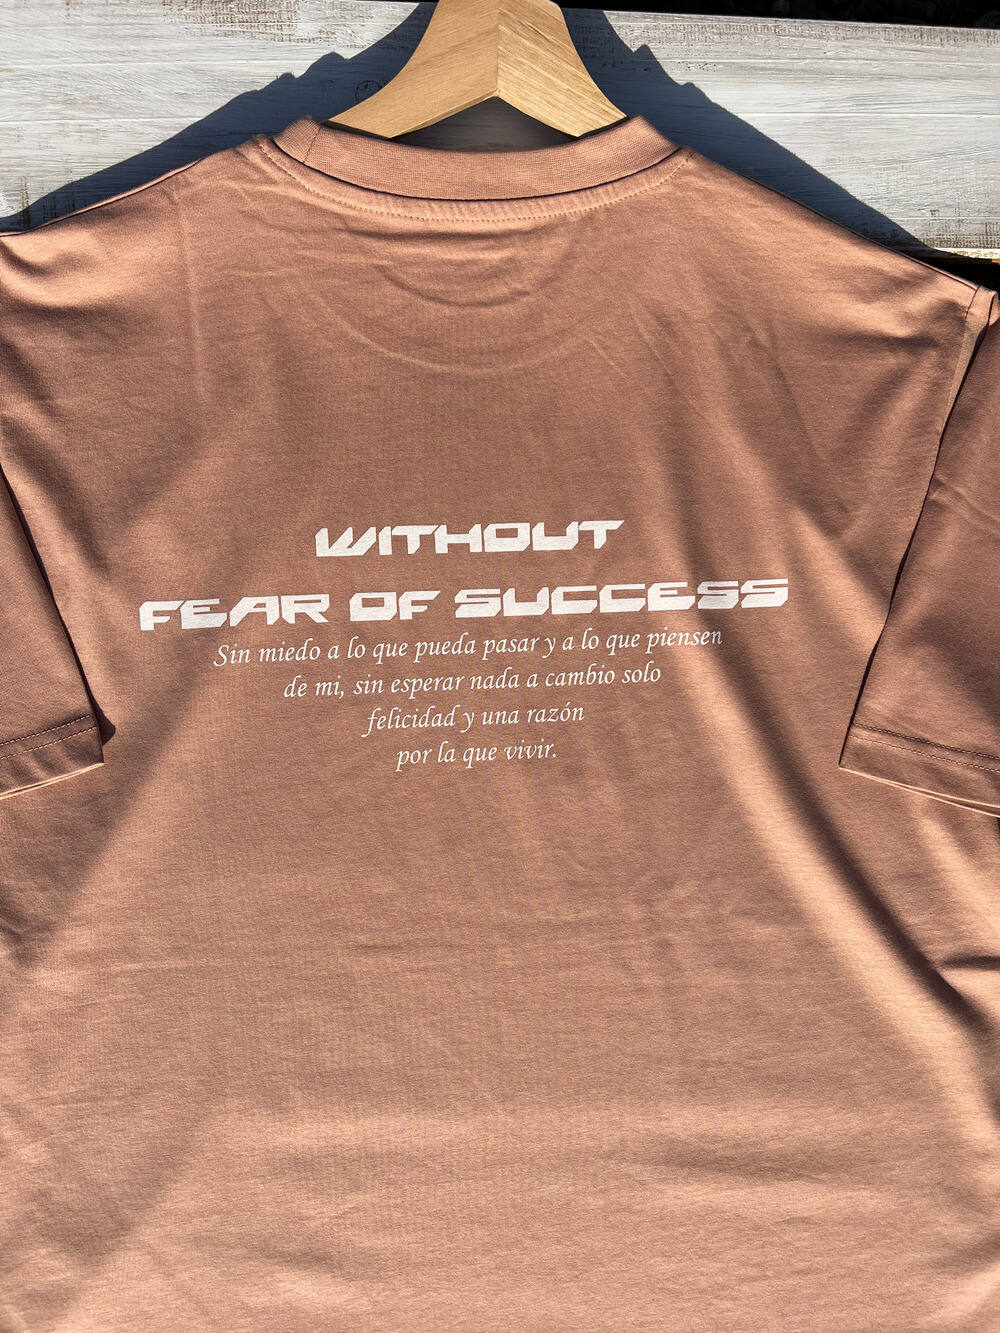 WITHOUT
FEAR OF SUCCESS
Sin miedo a lo que pueda pasar y a lo que piensen
de mi, sin esperar nada a cambio solo
felicidad y una razón
por la que vivir.